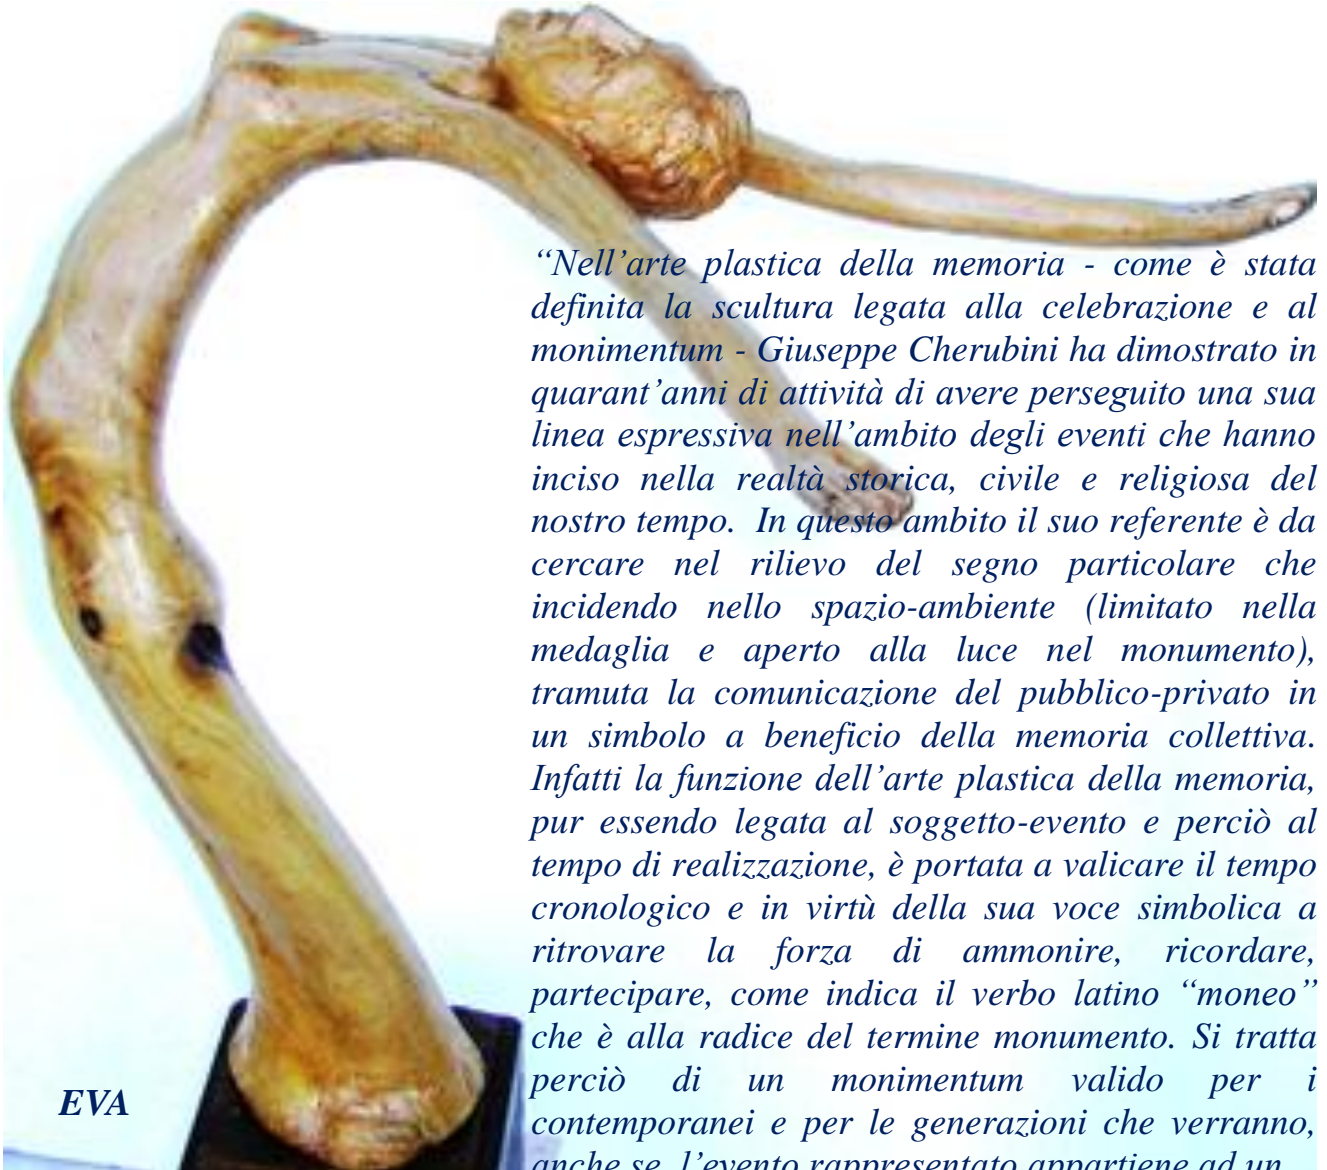 “Nell’arte plastica della memoria - come è stata
definita la scultura legata alla celebrazione e al
monimentum - Giuseppe Cherubini ha dimostrato in
quarant’anni di attività di avere perseguito una sua
linea espressiva nell’ambito degli eventi che hanno
inciso nella realtà storica, civile e religiosa del
nostro tempo. In questo ambito il suo referente è da
cercare nel rilievo del segno particolare che
incidendo nello spazio-ambiente (limitato nella
medaglia e aperto alla luce nel monumento),
tramuta la comunicazione del pubblico-privato in
un simbolo a beneficio della memoria collettiva.
Infatti la funzione dell’arte plastica della memoria,
pur essendo legata al soggetto-evento e perciò al
tempo di realizzazione, è portata a valicare il tempo
cronologico e in virtù della sua voce simbolica a
ritrovare la forza di ammonire, ricordare,
partecipare, come indica il verbo latino “moneo”
che è alla radice del termine monumento. Si tratta
perciò di un monimentum valido per i
contemporanei e per le generazioni che verranno,
anche se l’evento rappresentato appartiene ad un
EVA